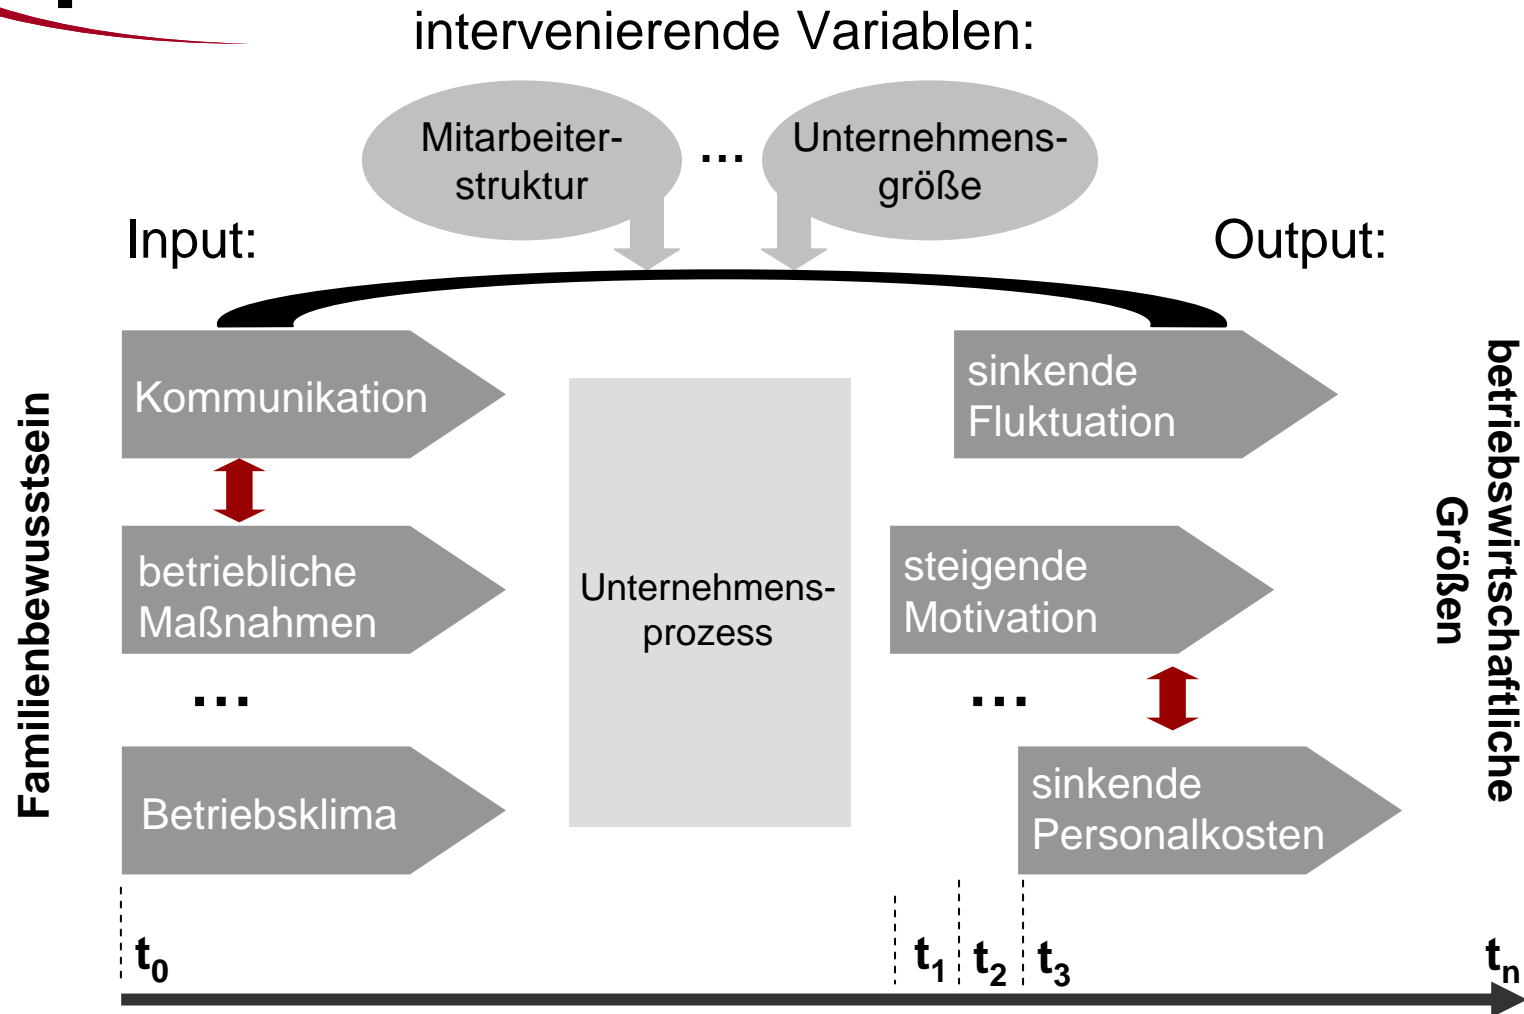 intervenierende Variablen:
Mitarbeiter-
struktur
...
Unternehmens-
größe
Input:
Output:
Familienbewusstsein
Kommunikation
betriebliche
Maßnahmen
...
Betriebsklima
Unternehmens-
prozess
sinkende
Fluktuation
steigende
Motivation
...
sinkende
Personalkosten
betriebswirtschaftliche
Größen
t0
t1
t2
t3
tn